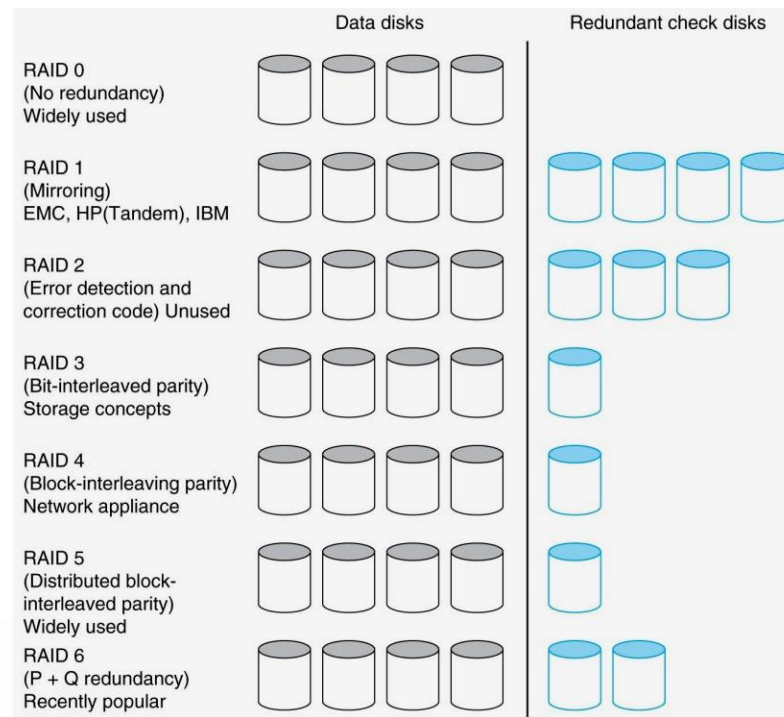 Data disks
Redundant check disks
RAID 0
(No redundancy)
Widely used
RAID 1
(Mirroring)
EMC, HP(Tandem), IBM
RAID 2
(Error detection and
correction code) Unused
RAID 3
(Bit-interleaved parity)
Storage concepts
RAID 4
(Block-interleaving parity)
Network appliance
RAID 5
(Distributed block-
interleaved parity)
Widely used
RAID 6
(P + Q redundancy)
Recently popular